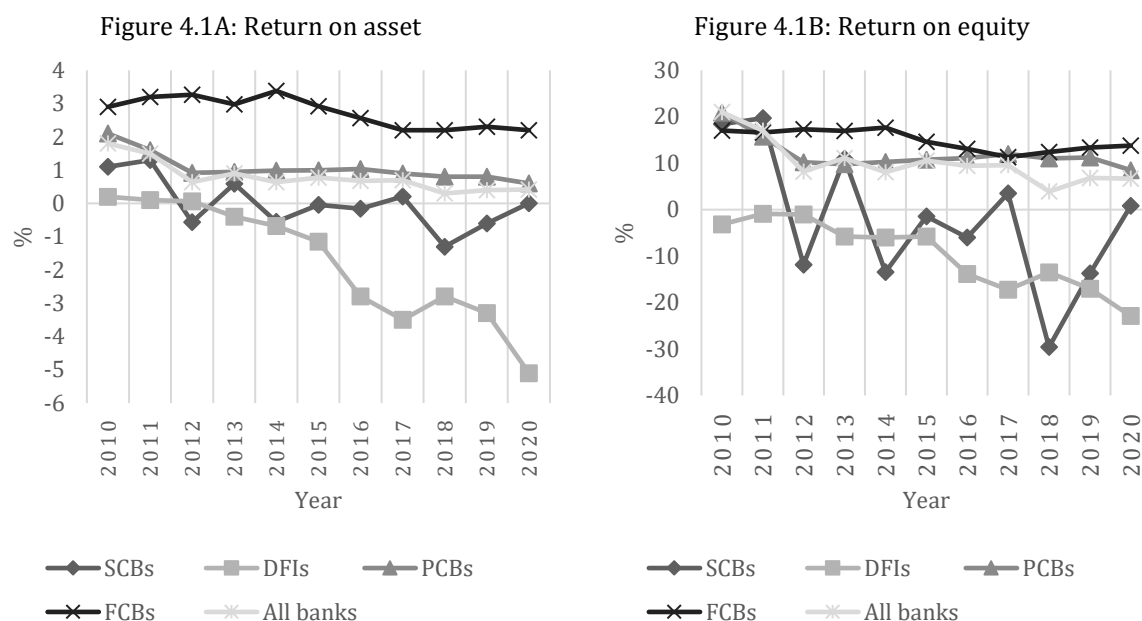 Figure 4.1A: Return on asset
4
3
2
1
0
-1
-2
-3
-4
-5
-6
%
2010 2011 2012 2013 2014 2015 2016 2017 2018 2019 2020
Year
SCBs DFIs PCBs
FCBs All banks
Figure 4.1B: Return on equity
30
20
10
0
-10
-20
-30
-40
%
2010 2011 2012 2013 2014 2015 2016 2017 2018 2019 2020
Year
SCBs DFIs PCBs
FCBs All banks